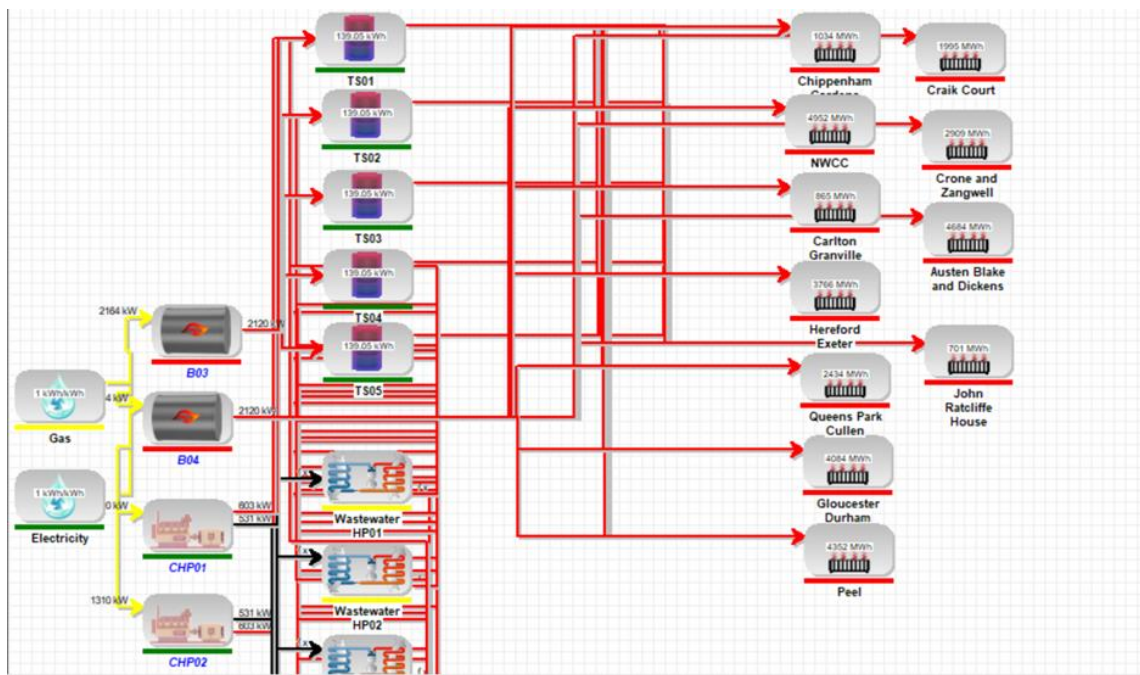 139.05 kWh
TS01
139.05 kWh
TS02
139.05 kWh
TS03
139.05 kWh
TS04
139.05 kWh
TS05
1034 MWh
Chippenham
1995 MWh
Craik Court
4952 MWh
NWCC
2909 MWh
Crone and
Zangwell
865 MWh
Carlton
Granville
4684 MWh
Austen Blake
and Dickens
3766 MWh
Hereford
Exeter
701 MWh
John
Ratcliffe
House
2434 MWh
Queens Park
Cullen
4084 MWh
Gloucester
Durham
4352 MWh
Peel
2164 kW
2120 kW
B03
1 kWh/kWh
Gas
4 kW
2120 kW
B04
1 kWh/kWh
Electricity
0 kW
603 kW
531 kW
CHP01
1310 kW
531 kW
603 kW
CHP02
Wastewater
HP01
Wastewater
HP02